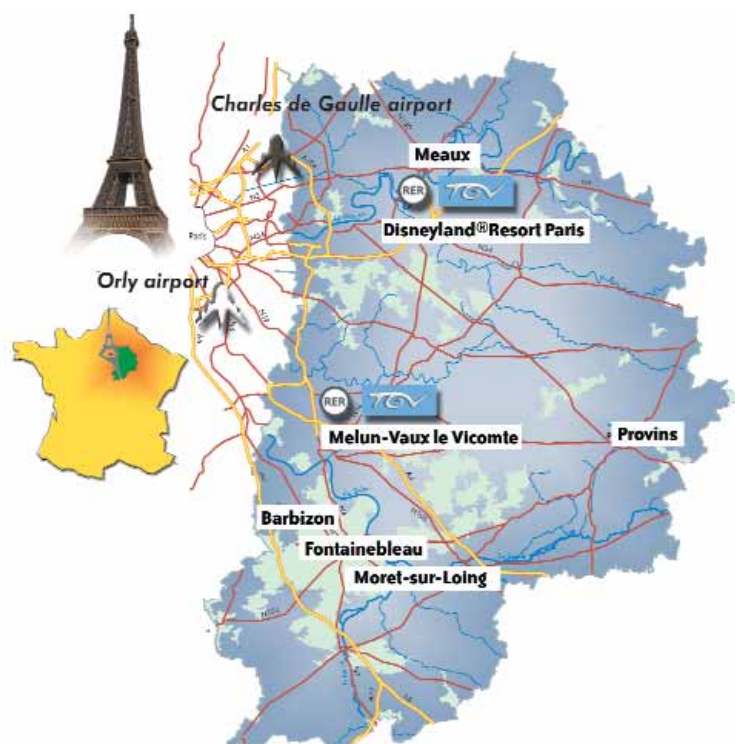 Charles de Gaulle airport
Meaux
RER TGV
Disneyland®Resort Paris
Paris
Orly airport
RER TGV
Melun-Vaux le Vicomte
Provins
Barbizon
Fontainebleau
Moret-sur-Loing